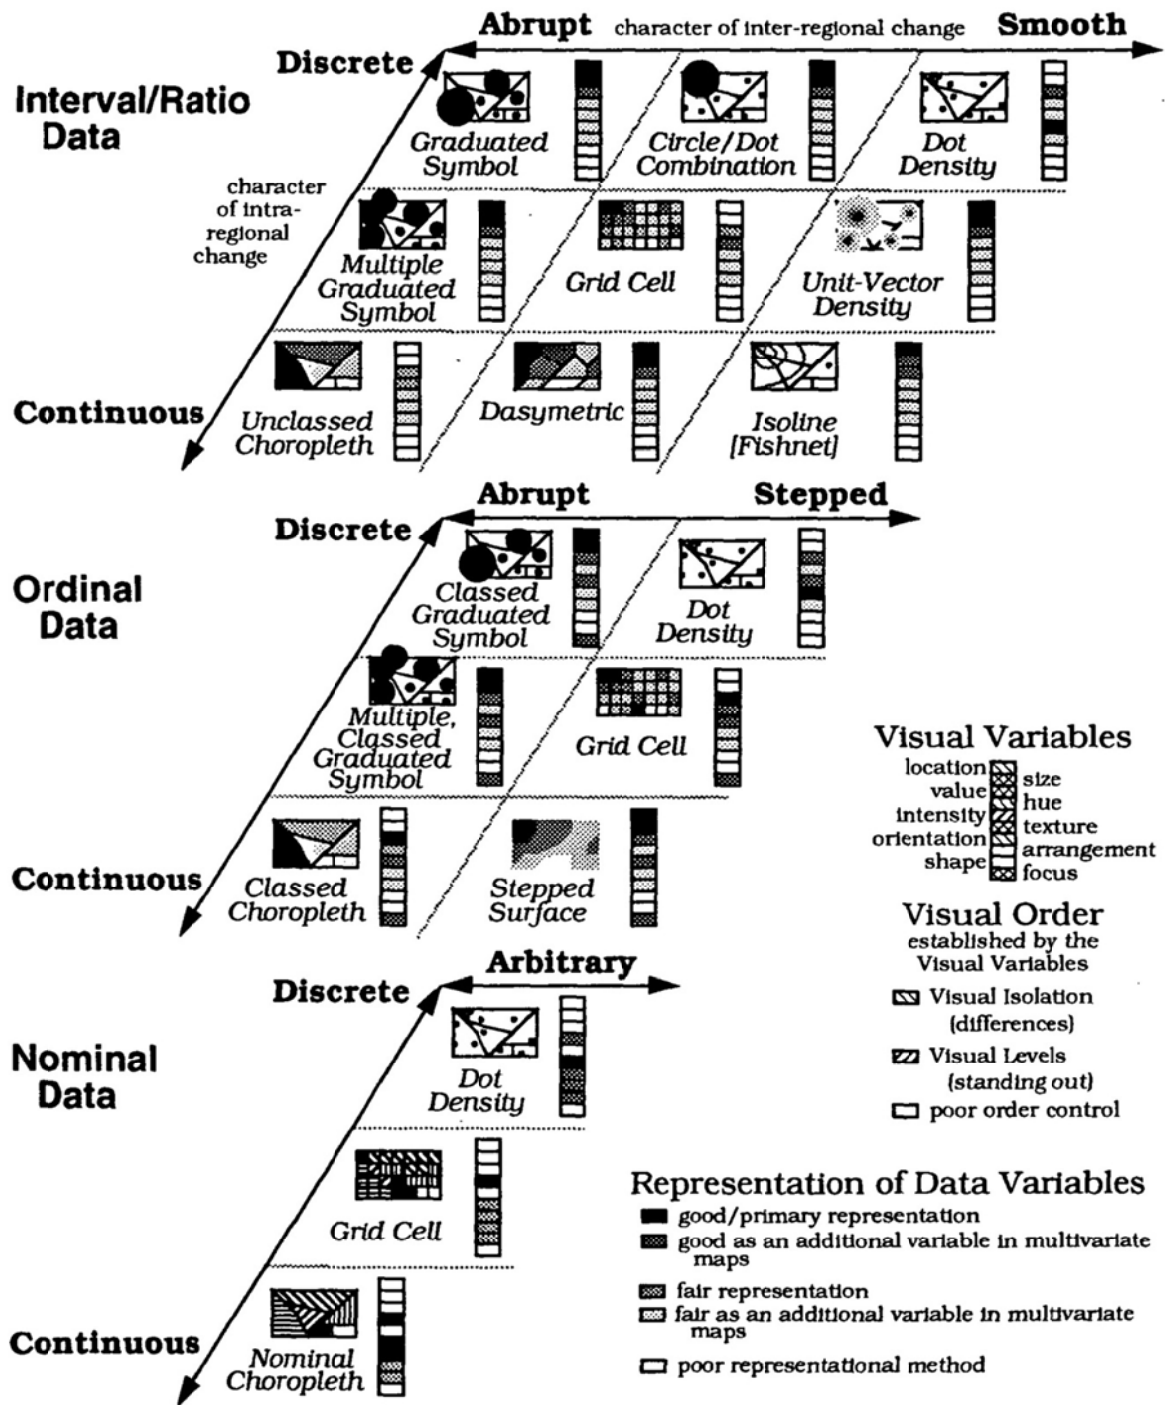 Abrupt character of inter-regional change Smooth
Discrete
Interval/Ratio
Data
Graduated
Symbol
Circle/Dot
Combination
Dot
Density
character
of intra-
regional
change
Multiple
Graduated
Symbol
Grid Cell
Unit-Vector
Density
Continuous
Unclassed
Choropleth
Dasymetric
Isoline
[Fishnet]
Abrupt Stepped
Discrete
Ordinal
Data
Classed
Graduated
Symbol
Dot
Density
Multiple,
Classed
Graduated
Symbol
Grid Cell
Continuous
Classed
Choropleth
Stepped
Surface
Arbitrary
Discrete
Nominal
Data
Dot
Density
Grid Cell
Continuous
Nominal
Choropleth
Visual Variables
location
size
value
hue
intensity
texture
orientation
arrangement
shape
focus
Visual Order
established by the
Visual Variables
Visual Isolation
(differences)
Visual Levels
(standing out)
poor order control
Representation of Data Variables
good/primary representation
good as an additional variable in multivariate
maps
fair representation
fair as an additional variable in multivariate
maps
poor representational method